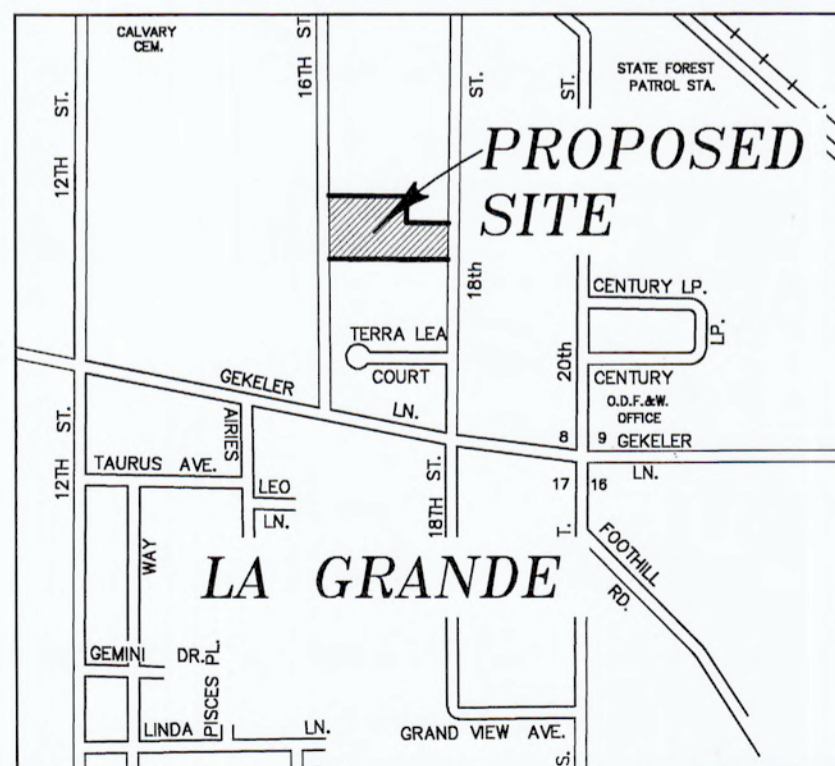 CALVARY
CEM.
16TH ST.
12TH ST.
ST.
ST.
STATE FOREST
PATROL STA.
PROPOSED
SITE
18th
20th
CENTURY LP.
LP.
CENTURY
TERRA LEA
COURT
O.D.F.&W.
OFFICE
GEKELER
LN.
8
9
GEKELER
LN.
17
16
12TH ST.
AIRIES
TAURUS AVE.
LEO
LN.
18TH ST.
T.
FOOTHILL
RD.
WAY
LA GRANDE
GEMINI DR.
PISCES PL.
LINDA LN.
GRAND VIEW AVE.
S.